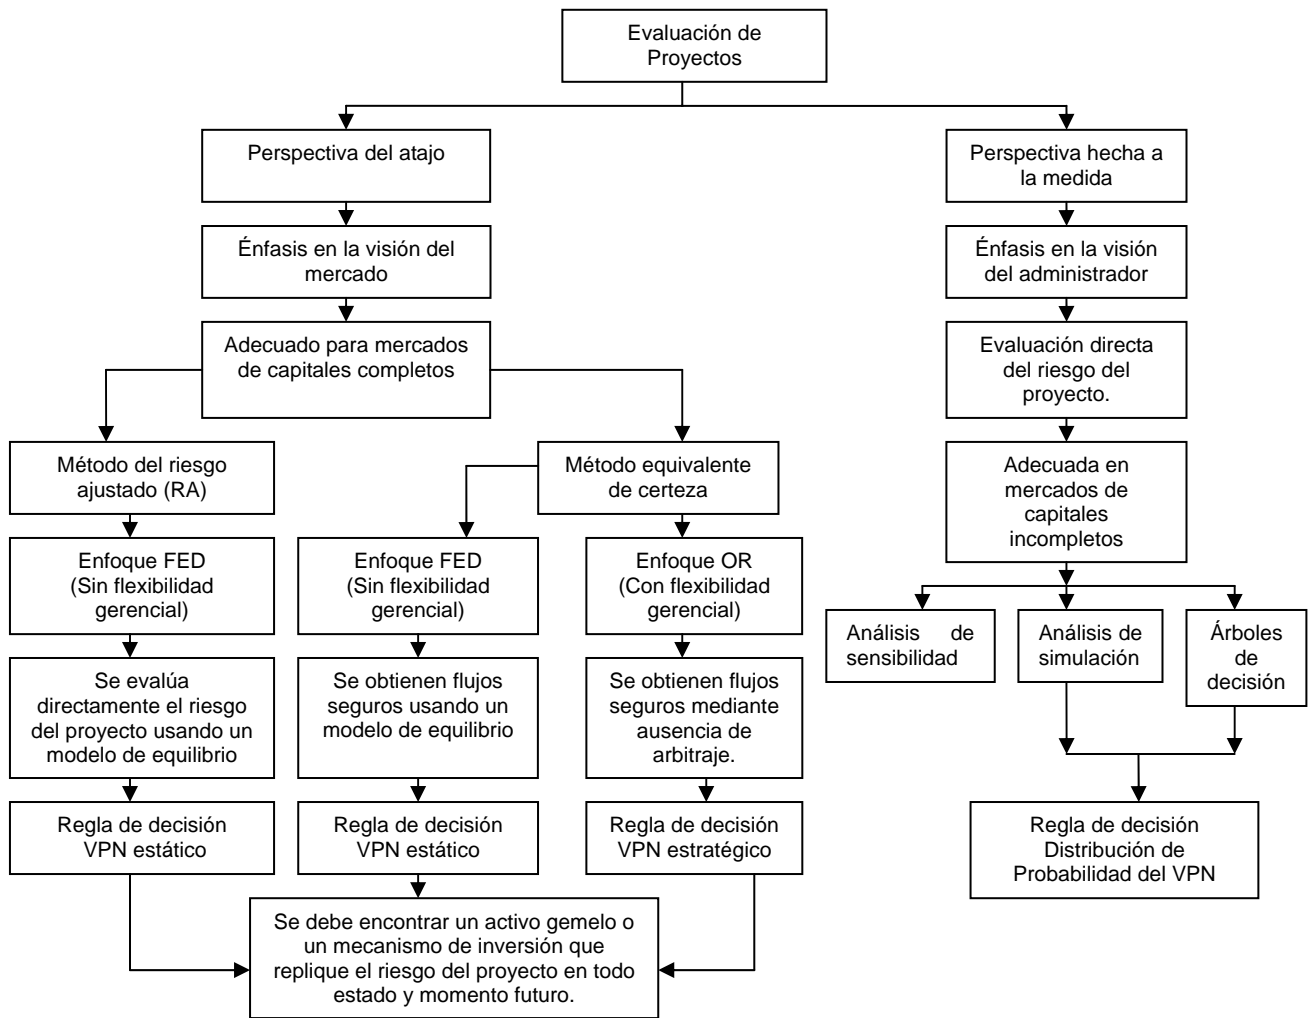 Evaluación de
Proyectos
Perspectiva del atajo
Perspectiva hecha a
la medida
Énfasis en la visión del
mercado
Énfasis en la visión
del administrador
Adecuado para mercados
de capitales completos
Evaluación directa
del riesgo del
proyecto.
Método del riesgo
ajustado (RA)
Método equivalente
de certeza
Adecuada en
mercados de
capitales
incompletos
Enfoque FED
(Sin flexibilidad
gerencial)
Enfoque FED
(Sin flexibilidad
gerencial)
Enfoque OR
(Con flexibilidad
gerencial)
Análisis de
sensibilidad
Análisis de
simulación
Árboles
de
decisión
Se evalúa
directamente el riesgo
del proyecto usando un
modelo de equilibrio
Se obtienen flujos
seguros usando un
modelo de equilibrio
Se obtienen flujos
seguros mediante
ausencia de
arbitraje.
Regla de decisión
VPN estático
Regla de decisión
VPN estático
Regla de decisión
VPN estratégico
Regla de decisión
Distribución de
Probabilidad del VPN
Se debe encontrar un activo gemelo o
un mecanismo de inversión que
replique el riesgo del proyecto en todo
estado y momento futuro.